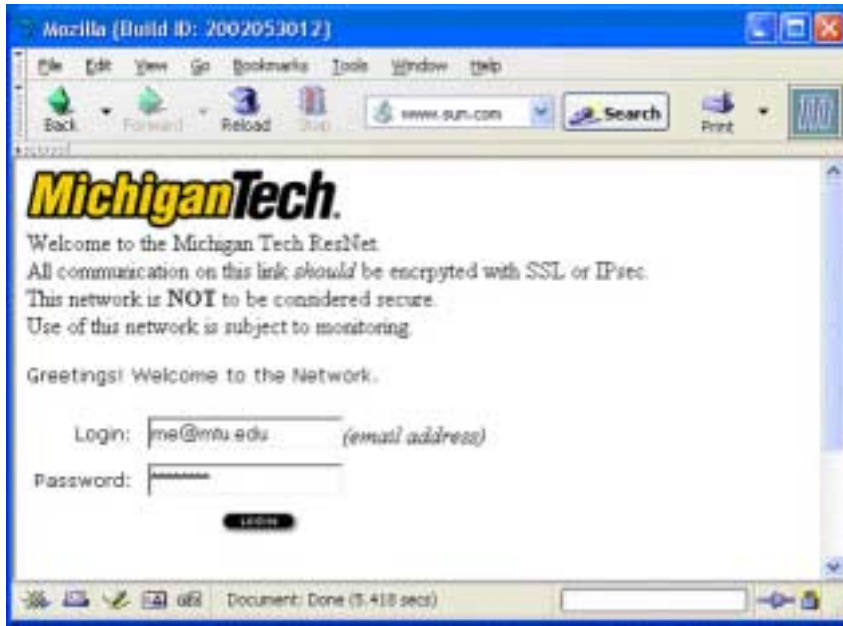 Mozilla {Build ID: 2002053012}
File Edit View Go Bookmarks Tools Window Help
Back Forward Reload Stop www.sun.com Search Print
MichiganTech.
Welcome to the Michigan Tech ResNet.
All communication on this link should be encrpyted with SSL or IPsec.
This network is NOT to be considered secure.
Use of this network is subject to monitoring.
Greetings! Welcome to the Network.
Login: me@mtu.edu (email address)
Password: ********
LOGIN
Document: Done (5.418 secs)